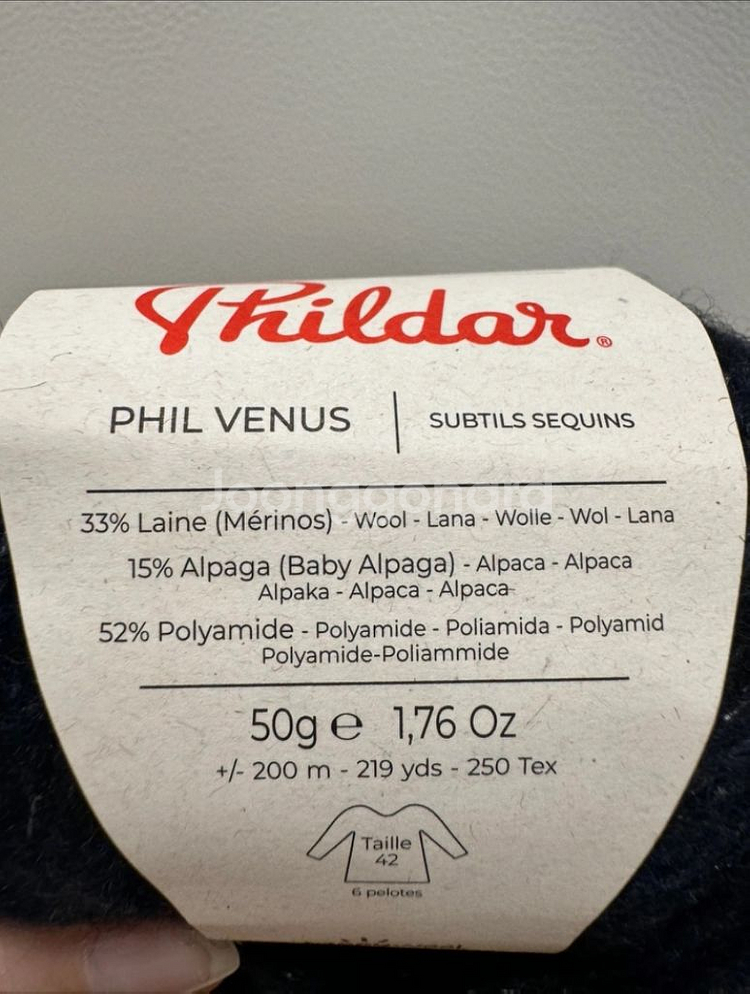 Phildar®
PHIL VENUS | SUBTILS SEQUINS
Joonggonara
33% Laine (Mérinos) - Wool - Lana - Wolle - Wol - Lana
15% Alpaga (Baby Alpaga) - Alpaca - Alpaca
Alpaka - Alpaca - Alpaca
52% Polyamide - Polyamide - Poliamida - Polyamid
Polyamide-Poliammide
50g e 1,76 Oz
+/- 200 m - 219 yds - 250 Tex
Taille
42
6 pelotes